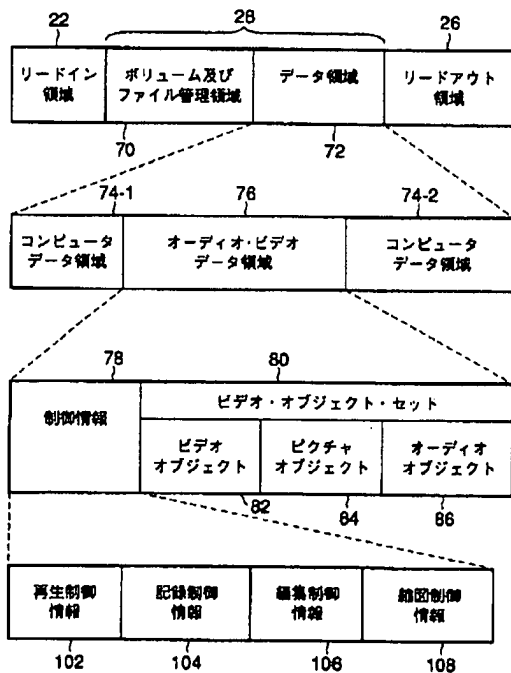 22
28
26
リードイン
領域
ボリューム及び
ファイル管理領域
データ領域
リードアウト
領域
70
72
74-1
76
74-2
コンピュータ
データ領域
オーディオ・ビデオ
データ領域
コンピュータ
データ領域
78
80
制御情報
ビデオ・オブジェクト・セット
ビデオ
オブジェクト
ピクチャ
オブジェクト
オーディオ
オブジェクト
82
84
86
再生制御
情報
記録制御
情報
編集制御
情報
縮図制御
情報
102
104
106
108